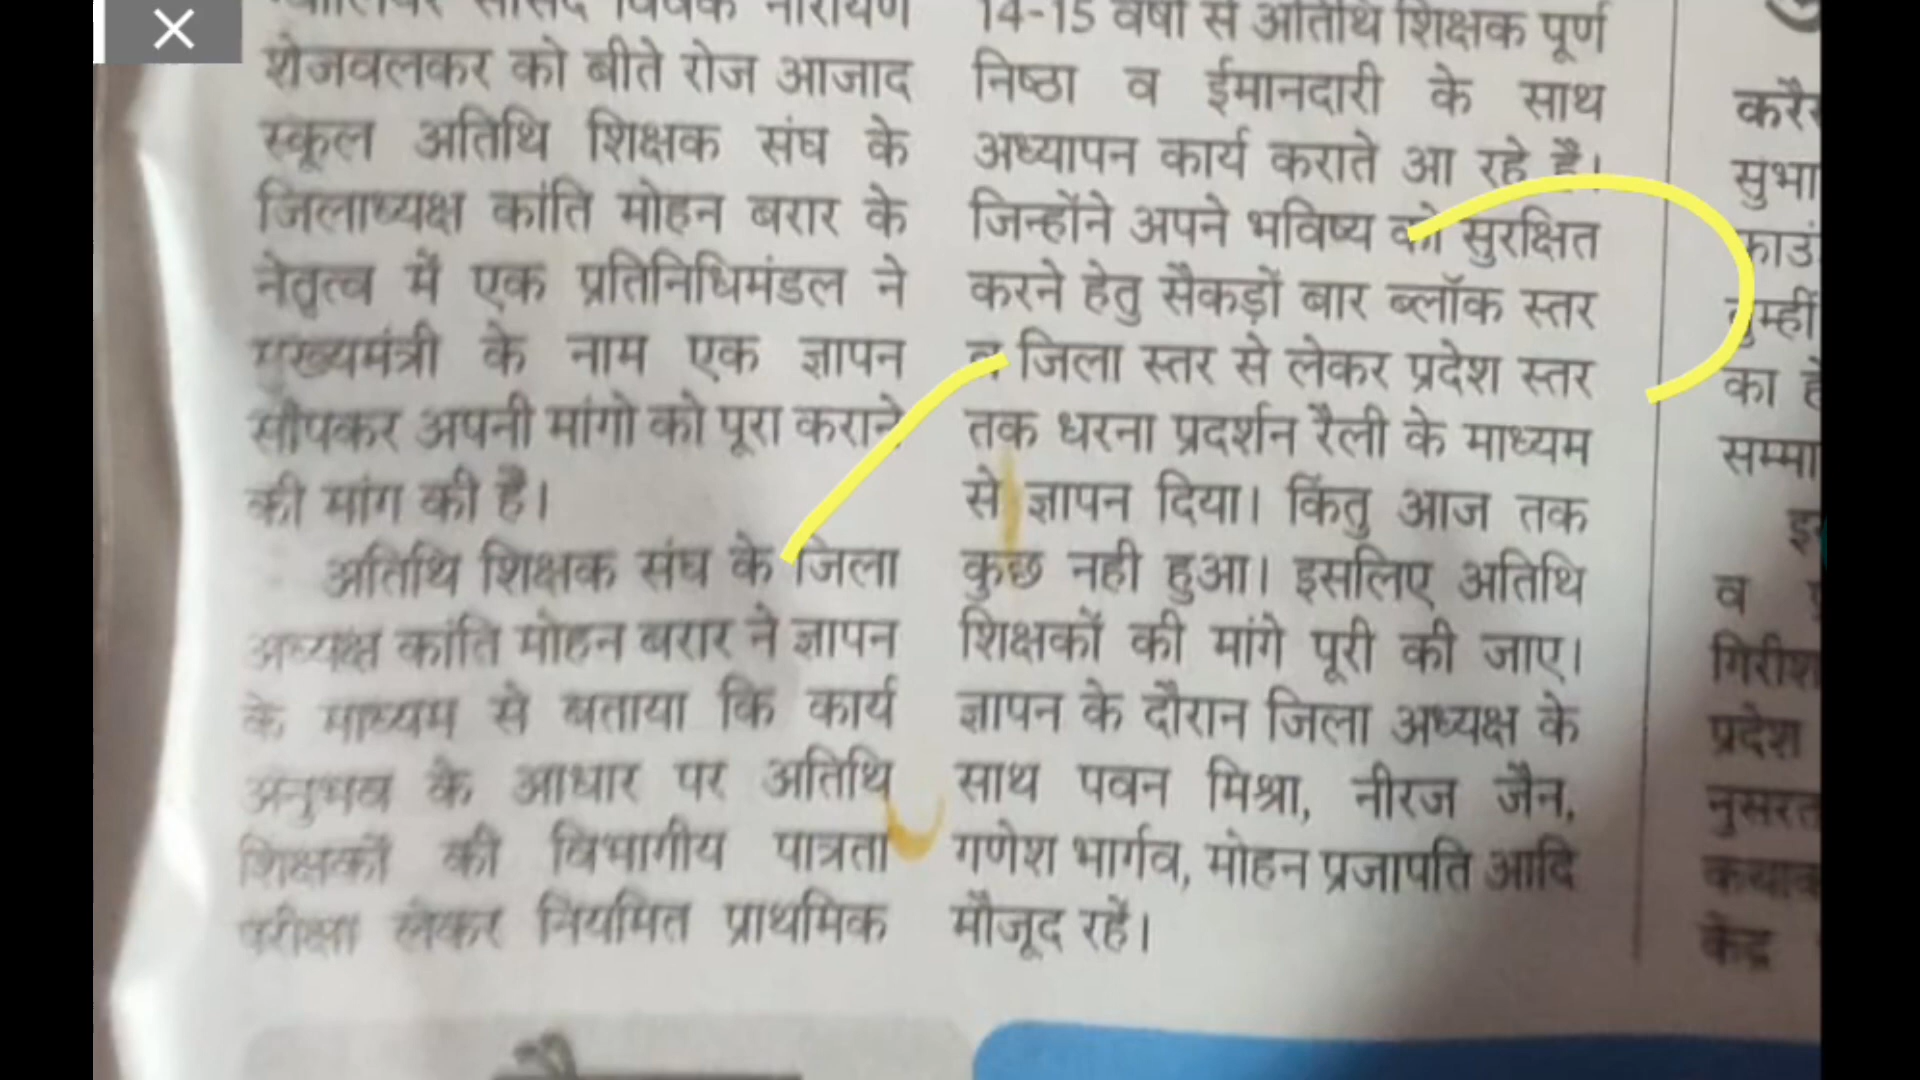 ग्वालियर सांसद विवेक नारायण
शेजवलकर को बीते रोज आजाद
स्कूल अतिथि शिक्षक संघ के
जिलाध्यक्ष कांति मोहन बरार के
नेतृत्व में एक प्रतिनिधिमंडल ने
मुख्यमंत्री के नाम एक ज्ञापन
सौंपकर अपनी मांगो को पूरा कराने
की मांग की है।
अतिथि शिक्षक संघ के जिला
अध्यक्ष कांति मोहन बरार ने ज्ञापन
के माध्यम से बताया कि कार्य
अनुभव के आधार पर अतिथि
शिक्षकों की विभागीय पात्रता
परीक्षा लेकर नियमित प्राथमिक
14-15 वर्षो से अतिथि शिक्षक पूर्ण
निष्ठा व ईमानदारी के साथ
अध्यापन कार्य कराते आ रहे है।
जिन्होंने अपने भविष्य को सुरक्षित
करने हेतु सैकड़ों बार ब्लॉक स्तर
व जिला स्तर से लेकर प्रदेश स्तर
तक धरना प्रदर्शन रैली के माध्यम
से ज्ञापन दिया। किंतु आज तक
कुछ नही हुआ। इसलिए अतिथि
शिक्षकों की मांगे पूरी की जाए।
ज्ञापन के दौरान जिला अध्यक्ष के
साथ पवन मिश्रा, नीरज जैन,
गणेश भार्गव, मोहन प्रजापति आदि
मौजूद रहें।
का
व
प्रदेश
केंद्र